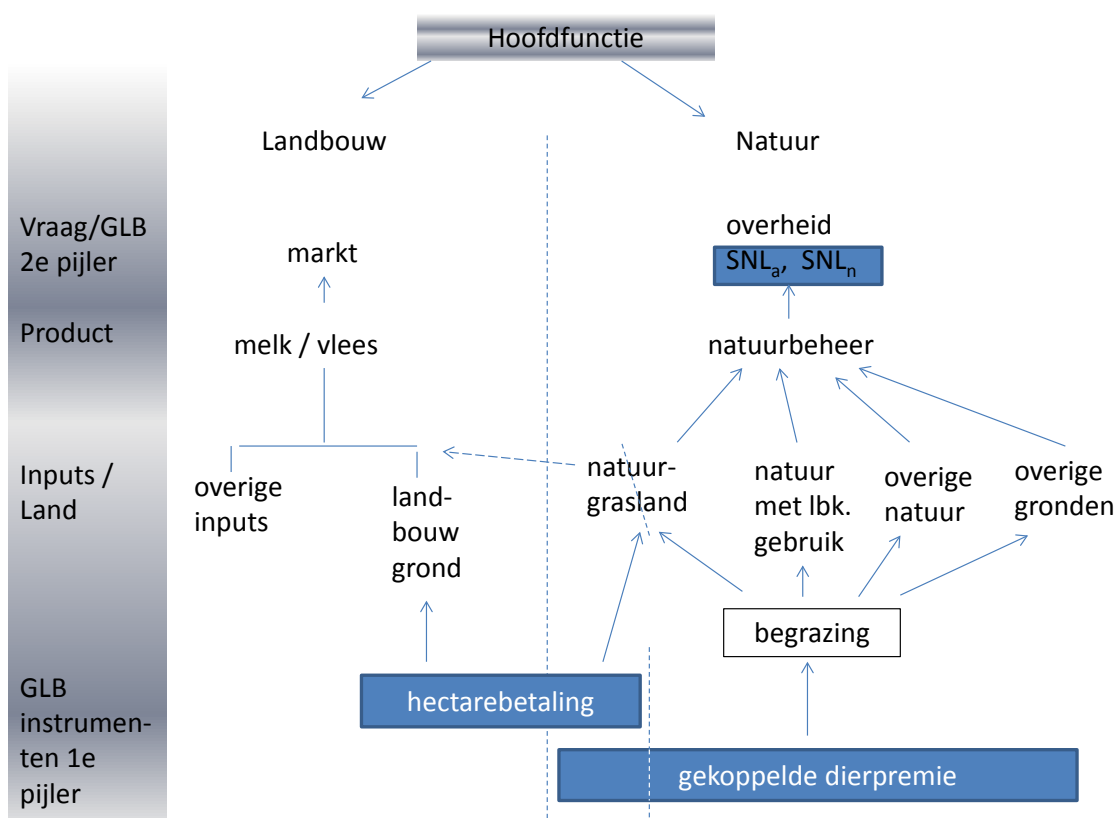 Hoofdfunctie
Landbouw
Natuur
Vraag/GLB
2e pijler
markt
overheid
SNLa, SNLn
Product
melk / vlees
natuurbeheer
Inputs /
Land
overige
inputs
land-
bouw
grond
natuur-
grasland
natuur
met lbk.
gebruik
overige
natuur
overige
gronden
begrazing
GLB
instrumen-
ten 1e
pijler
hectarebetaling
gekoppelde dierpremie